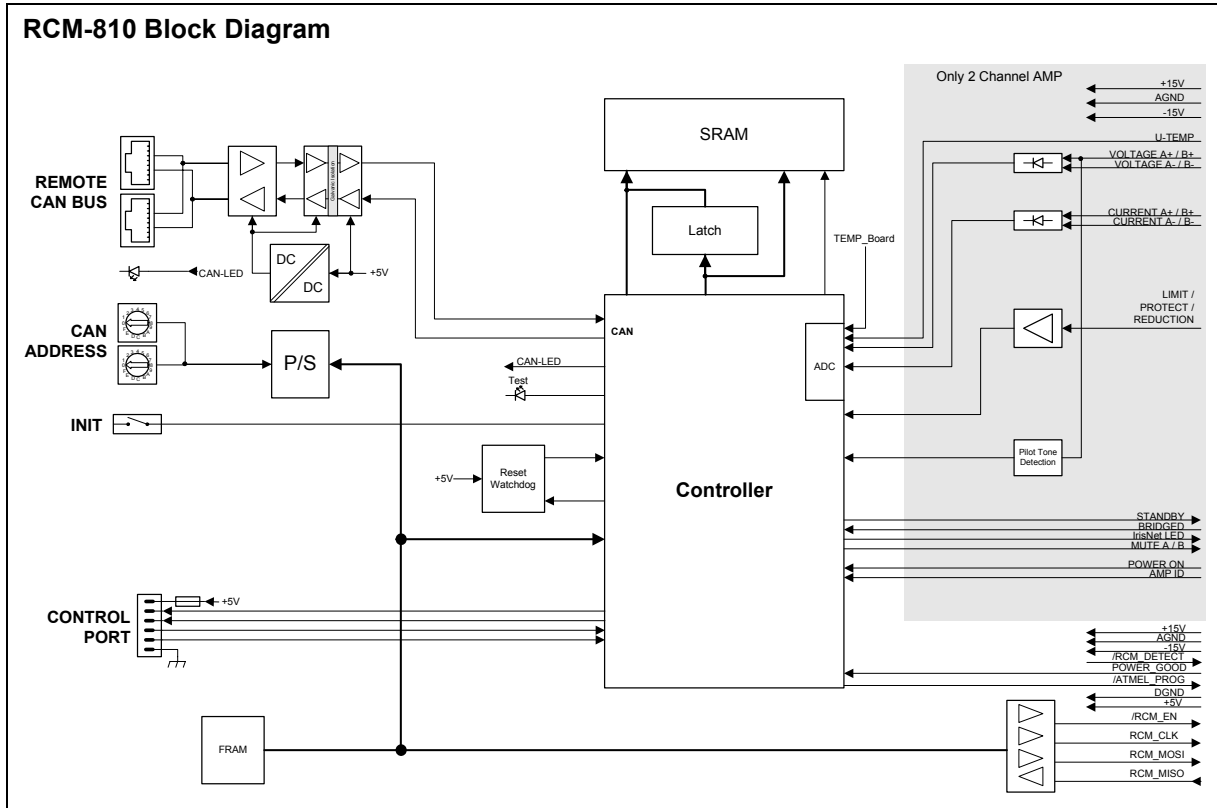 RCM-810 Block Diagram
Only 2 Channel AMP
+15V
AGND
-15V
U-TEMP
VOLTAGE A+ / B+
VOLTAGE A- / B-
CURRENT A+ / B+
CURRENT A- / B-
LIMIT /
PROTECT /
REDUCTION
Pilot Tone
Detection
STANDBY
BRIDGED
IrisNet LED
MUTE A / B
POWER ON
AMP ID
SRAM
Latch
TEMP_Board
REMOTE
CAN BUS
Galvanic Isolation
DC
DC
+5V
CAN-LED
CAN
ADDRESS
P/S
CAN
CAN-LED
Test
ADC
INIT
+5V
Reset
Watchdog
Controller
CONTROL
PORT
+5V
+15V
AGND
-15V
/RCM_DETECT
POWER_GOOD
/ATMEL_PROG
DGND
+5V
/RCM_EN
RCM_CLK
RCM_MOSI
RCM_MISO
FRAM